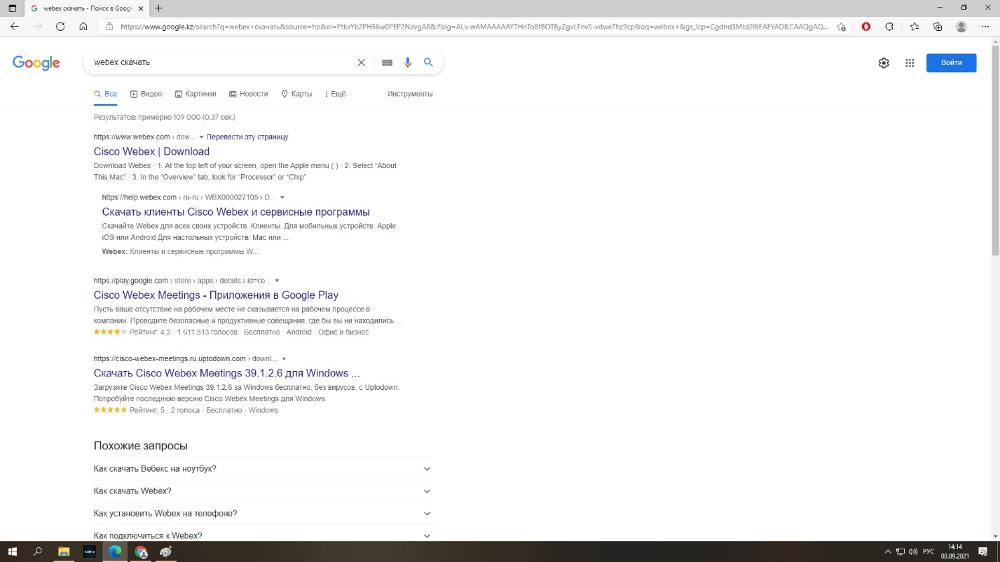 webex скачать - Поиск в Googl
https://www.google.kz/search?q=webex+скачать&source=hp&ei=PtkxYb2PH56w0PEP2NavgA8&iflsig=ALs-wAMAAAAAYTHnTo8tBOTByZgvLFnvS-vdweThz9cp&oq=webex+&gs_lcp=Cgdnd3Mtd2l6EAEYADILCAAQgAQ...
Google
webex скачать
Войти
Все Видео Картинки Новости Карты Ещё Инструменты
Результатов: примерно 109 000 (0,37 сек.)
https://www.webex.com › dow... Перевести эту страницу
Cisco Webex | Download
Download Webex · 1. At the top left of your screen, open the Apple menu ( ) · 2. Select “About
This Mac” · 3. In the “Overview” tab, look for “Processor” or “Chip”
https://help.webex.com › ru-ru › WBX000027105 › D...
Скачать клиенты Cisco Webex и сервисные программы
Скачайте Webex для всех своих устройств. Клиенты. Для мобильных устройств: Apple
iOS или Android Для настольных устройств: Mac или ...
Webex: Клиенты и сервисные программы W...
https://play.google.com › store › apps › details › id=co...
Cisco Webex Meetings - Приложения в Google Play
Пусть ваше отсутствие на рабочем месте не сказывается на рабочем процессе в
компании. Проводите безопасные и продуктивные совещания, где бы вы ни находились ...
Рейтинг: 4,2 · 1 611 513 голосов · Бесплатно · Android · Офис и бизнес
https://cisco-webex-meetings.ru.uptodown.com › downl...
Скачать Cisco Webex Meetings 39.1.2.6 для Windows ...
Загрузите Cisco Webex Meetings 39.1.2.6 за Windows бесплатно, без вирусов, с Uptodown.
Попробуйте последнюю версию Cisco Webex Meetings для Windows.
Рейтинг: 5 · 2 голоса · Бесплатно · Windows
Похожие запросы
Как скачать Вебекс на ноутбук?
Как скачать Webex?
Как установить Webex на телефоне?
Как подключиться к Webex?
РУС
14:14
03.09.2021